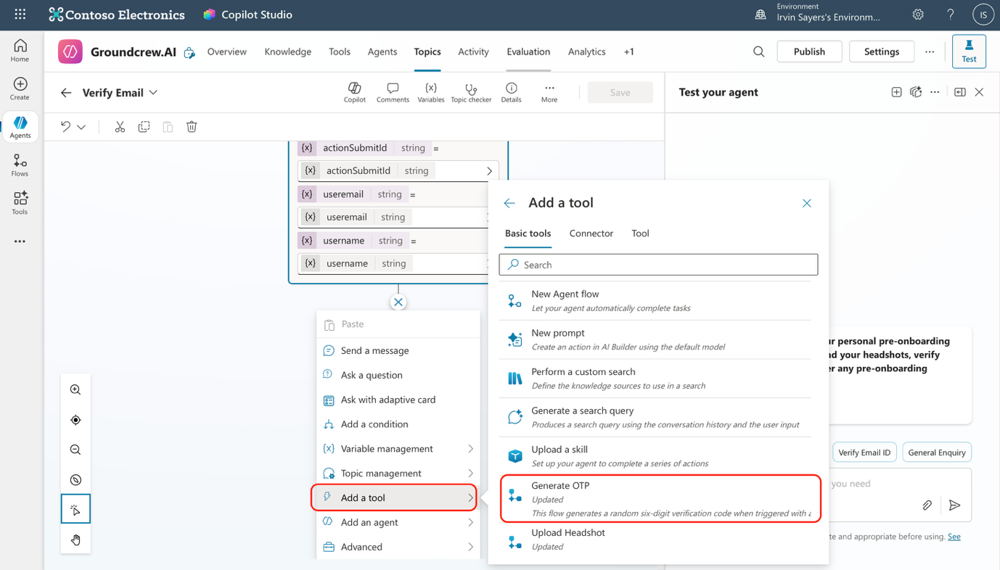 Contoso Electronics
Copilot Studio
Environment
Irvin Sayers's Environm...
?
IS
Home
Create
Agents
Flows
Tools
Groundcrew.AI
Overview
Knowledge
Tools
Agents
Topics
Activity
Evaluation
Analytics
+1
Publish
Settings
Test
Verify Email
Copilot
Comments
{x}
Variables
Topic checker
Details
More
Save
Test your agent
{x} actionSubmitId string =
{x} actionSubmitId string
{x} useremail string =
{x} useremail string
{x} username string =
{x} username string
Paste
Send a message
Ask a question
Ask with adaptive card
Add a condition
{x} Variable management
Topic management
Add a tool
Add an agent
Advanced
Add a tool
Basic tools
Connector
Tool
Search
New Agent flow
Let your agent automatically complete tasks
New prompt
Create an action in AI Builder using the default model
Perform a custom search
Define the knowledge sources to use in a search
Generate a search query
Produces a search query using the conversation history and the user input
Upload a skill
Set up your agent to complete a series of actions
Generate OTP
Updated
This flow generates a random six-digit verification code when triggered with a
Upload Headshot
Updated
ur personal pre-onboarding
nd your headshots, verify
er any pre-onboarding
Verify Email ID
General Enquiry
you need
te and appropriate before using. See